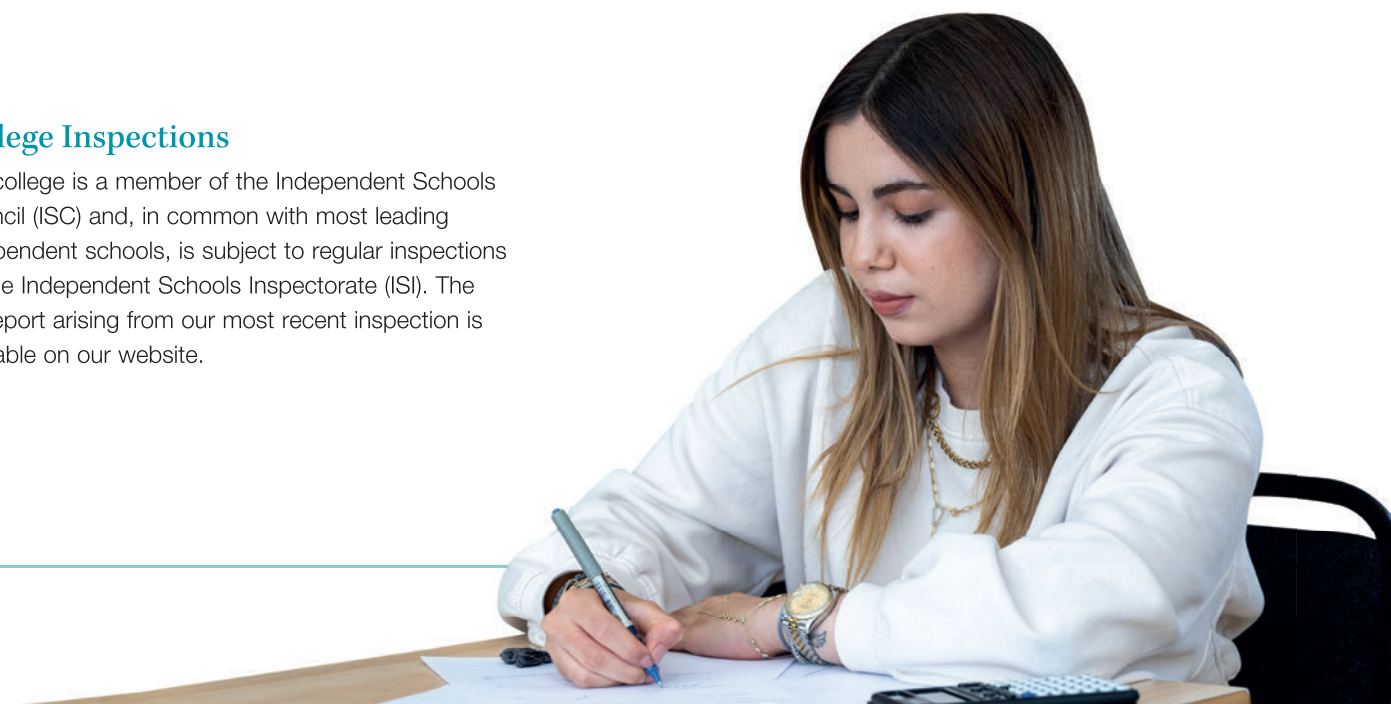 lege Inspections
college is a member of the Independent Schools
ncil (ISC) and, in common with most leading
pendent schools, is subject to regular inspections
e Independent Schools Inspectorate (ISI). The
eport arising from our most recent inspection is
able on our website.